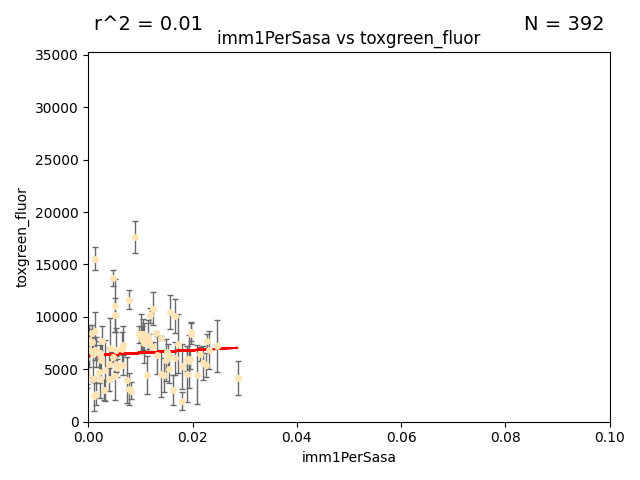 r^2 = 0.01
N = 392
imm1PerSasa vs toxgreen_fluor
35000
30000
25000
20000
15000
10000
5000
0
toxgreen_fluor
0.00
0.02
0.04
0.06
0.08
0.10
imm1PerSasa